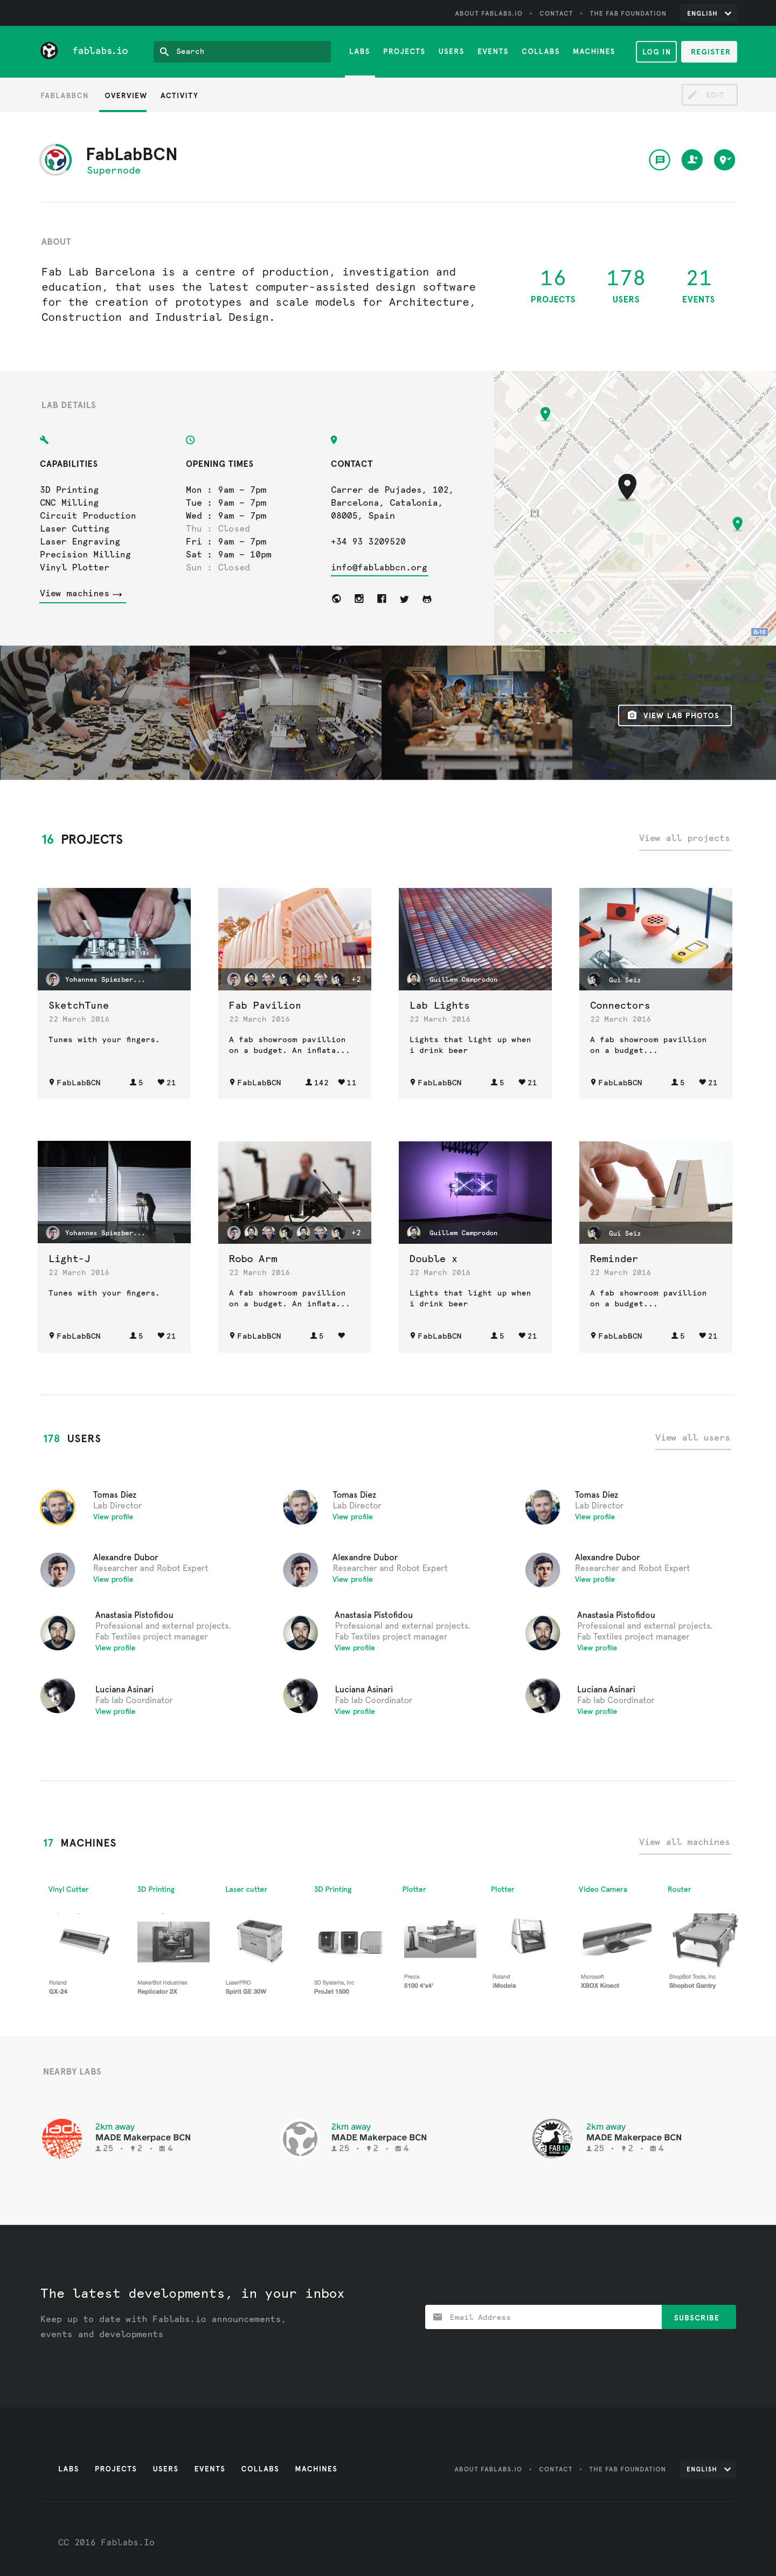 ABOUT FABLABS.IO • CONTACT • THE FAB FOUNDATION ENGLISH
fablabs.io Search LABS PROJECTS USERS EVENTS COLLABS MACHINES LOG IN REGISTER
FABLABBCN OVERVIEW ACTIVITY EDIT
FabLabBCN
Supernode
ABOUT
Fab Lab Barcelona is a centre of production, investigation and
education, that uses the latest computer-assisted design software
for the creation of prototypes and scale models for Architecture,
Construction and Industrial Design.
16 178 21
PROJECTS USERS EVENTS
LAB DETAILS
CAPABILITIES
3D Printing
CNC Milling
Circuit Production
Laser Cutting
Laser Engraving
Precision Milling
Vinyl Plotter
View machines →
OPENING TIMES
Mon : 9am – 7pm
Tue : 9am – 7pm
Wed : 9am – 7pm
Thu : Closed
Fri : 9am – 7pm
Sat : 9am – 10pm
Sun : Closed
CONTACT
Carrer de Pujades, 102,
Barcelona, Catalonia,
08005, Spain
+34 93 3209520
info@fablabbcn.org
B-10
VIEW LAB PHOTOS
16 PROJECTS View all projects
Yohannes Spiezber...
SketchTune
22 March 2016
Tunes with your fingers.
FabLabBCN 5 21
+2
Fab Pavilion
22 March 2016
A fab showroom pavillion
on a budget. An inflata...
FabLabBCN 142 11
Guillem Camprodon
Lab Lights
22 March 2016
Lights that light up when
i drink beer
FabLabBCN 5 21
Gui Seiz
Connectors
22 March 2016
A fab showroom pavillion
on a budget...
FabLabBCN 5 21
Yohannes Spiezber...
Light-J
22 March 2016
Tunes with your fingers.
FabLabBCN 5 21
+2
Robo Arm
22 March 2016
A fab showroom pavillion
on a budget. An inflata...
FabLabBCN 5
Guillem Camprodon
Double x
22 March 2016
Lights that light up when
i drink beer
FabLabBCN 5 21
Gui Seiz
Reminder
22 March 2016
A fab showroom pavillion
on a budget...
FabLabBCN 5 21
178 USERS View all users
Tomas Diez
Lab Director
View profile
Tomas Diez
Lab Director
View profile
Tomas Diez
Lab Director
View profile
Alexandre Dubor
Researcher and Robot Expert
View profile
Alexandre Dubor
Researcher and Robot Expert
View profile
Alexandre Dubor
Researcher and Robot Expert
View profile
Anastasia Pistofidou
Professional and external projects.
Fab Textiles project manager
View profile
Anastasia Pistofidou
Professional and external projects.
Fab Textiles project manager
View profile
Anastasia Pistofidou
Professional and external projects.
Fab Textiles project manager
View profile
Luciana Asinari
Fab lab Coordinator
View profile
Luciana Asinari
Fab lab Coordinator
View profile
Luciana Asinari
Fab lab Coordinator
View profile
17 MACHINES View all machines
Vinyl Cutter
Roland
GX-24
3D Printing
MakerBot Industries
Replicator 2X
Laser cutter
LaserPRO
Spirit GE 30W
3D Printing
3D Systems, Inc
ProJet 1500
Plotter
Precix
5100 4'x4'
Plotter
Roland
iModela
Video Camera
Microsoft
XBOX Kinect
Router
ShopBot Tools, Inc
Shopbot Gantry
NEARBY LABS
2km away
MADE Makerpace BCN
25 • 2 • 4
2km away
MADE Makerpace BCN
25 • 2 • 4
FAB10
2km away
MADE Makerpace BCN
25 • 2 • 4
The latest developments, in your inbox
Keep up to date with Fablabs.io announcements,
events and developments
Email Address SUBSCRIBE
LABS PROJECTS USERS EVENTS COLLABS MACHINES ABOUT FABLABS.IO • CONTACT • THE FAB FOUNDATION ENGLISH
CC 2016 Fablabs.Io